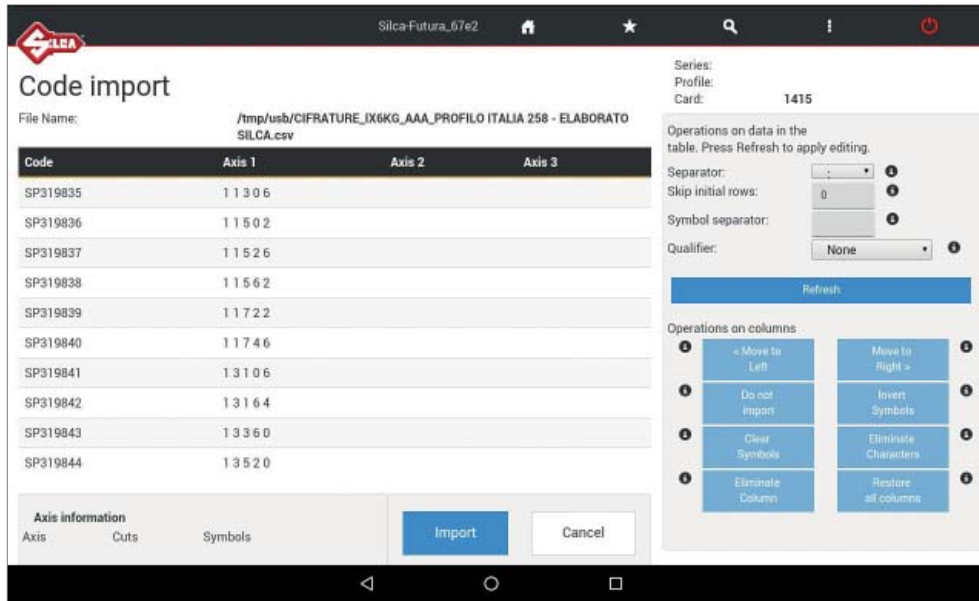 SILCA
Silca-Futura_67e2
Code import
File Name: /tmp/usb/CIFRATURE_IX6KG_AAA_PROFILO ITALIA 258 - ELABORATO
SILCA.csv
Code Axis 1 Axis 2 Axis 3
SP319835 1 1 3 0 6
SP319836 1 1 5 0 2
SP319837 1 1 5 2 6
SP319838 1 1 5 6 2
SP319839 1 1 7 2 2
SP319840 1 1 7 4 6
SP319841 1 3 1 0 6
SP319842 1 3 1 6 4
SP319843 1 3 3 6 0
SP319844 1 3 5 2 0
Axis information
Axis Cuts Symbols
Import Cancel
Series:
Profile:
Card: 1415
Operations on data in the
table. Press Refresh to apply editing.
Separator: ;
Skip initial rows: 0
Symbol separator:
Qualifier: None
Refresh
Operations on columns
< Move to
Left
Move to
Right >
Do not
import
Invert
Symbols
Clear
Symbols
Eliminate
Characters
Eliminate
Column
Restore
all columns